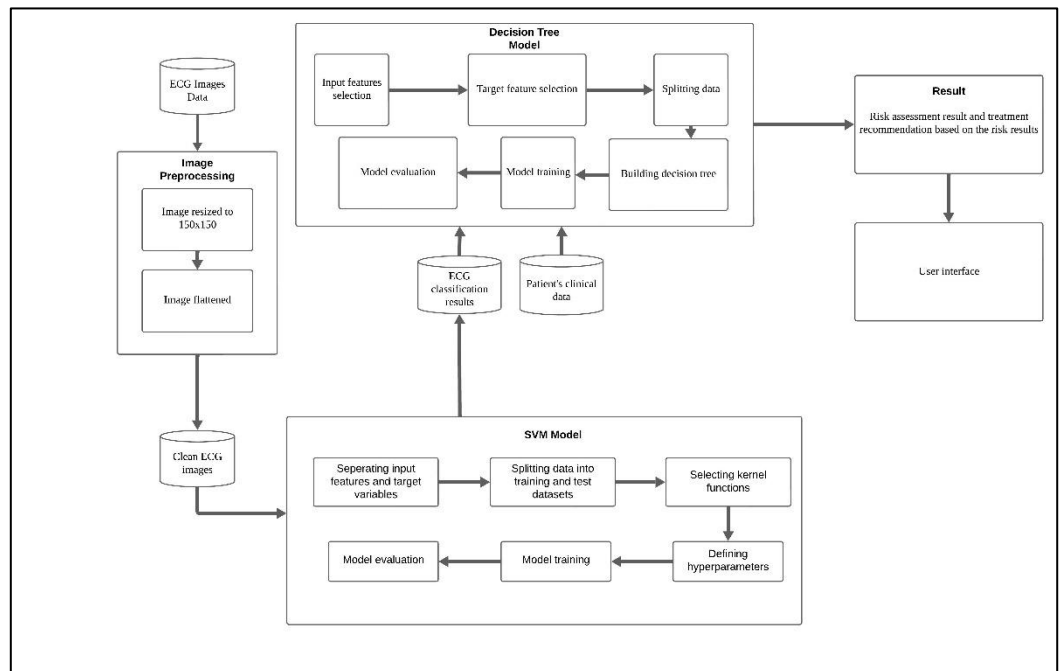 ECG Images
Data
Image
Preprocessing
Image resized to
150x150
Image flattened
Clean ECG
images
Decision Tree
Model
Input features
selection
Target feature selection
Splitting data
Model evaluation
Model training
Building decision tree
ECG
classification
results
Patient's clinical
data
SVM Model
Seperating input
features and target
variables
Splitting data into
training and test
datasets
Selecting kernel
functions
Model evaluation
Model training
Defining
hyperparameters
Result
Risk assessment result and treatment
recommendation based on the risk results
User interface